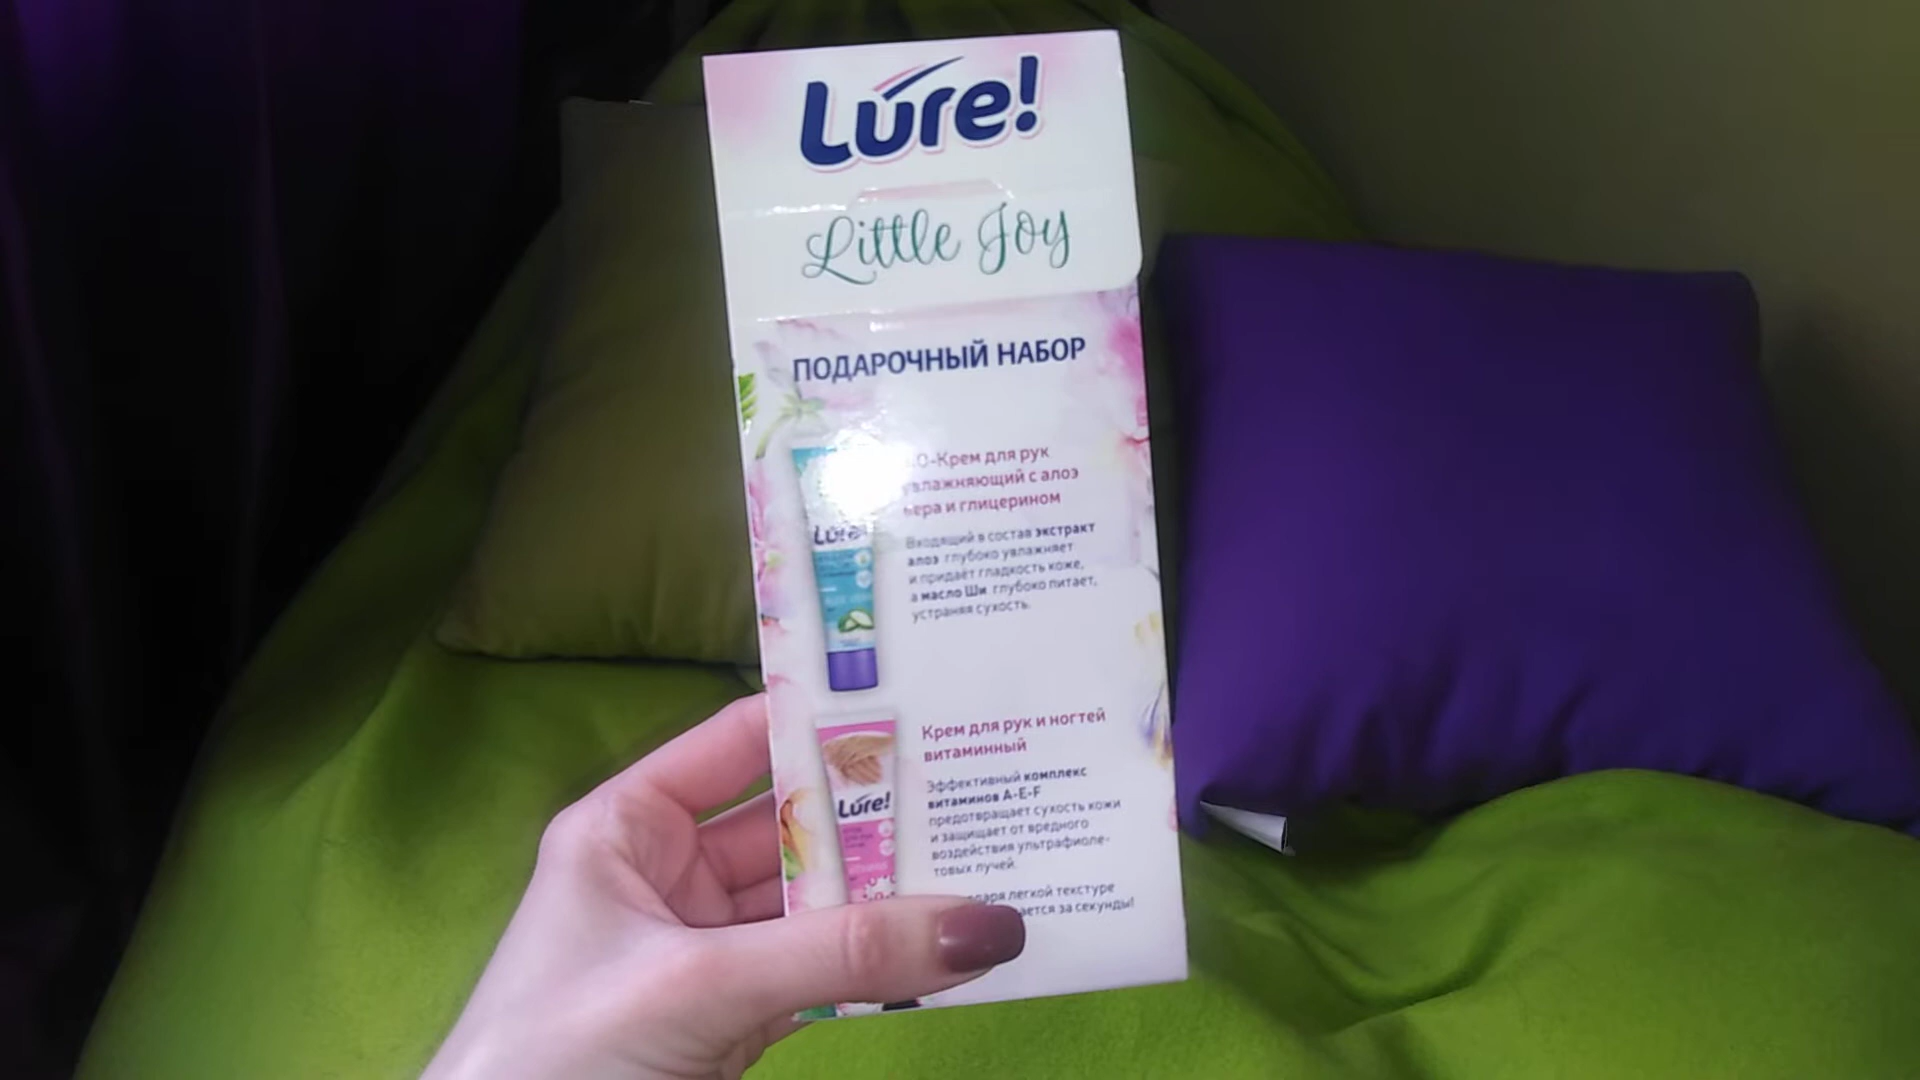 Lure!
Little Joy
ПОДАРОЧНЫЙ НАБОР
Крем для рук
увлажняющий с алоэ
вера и глицерином
Входящий в состав экстракт
алоэ глубоко увлажняет
и придаёт гладкость коже,
а масло Ши глубоко питает,
устраняя сухость.
Lure!
Крем для рук и ногтей
витаминный
Эффективный комплекс
витаминов А-Е-F
предотвращает сухость кожи
и защищает от вредного
воздействия ультрафиоле-
товых лучей.
легкой текстуре
за секунды!
Lure!